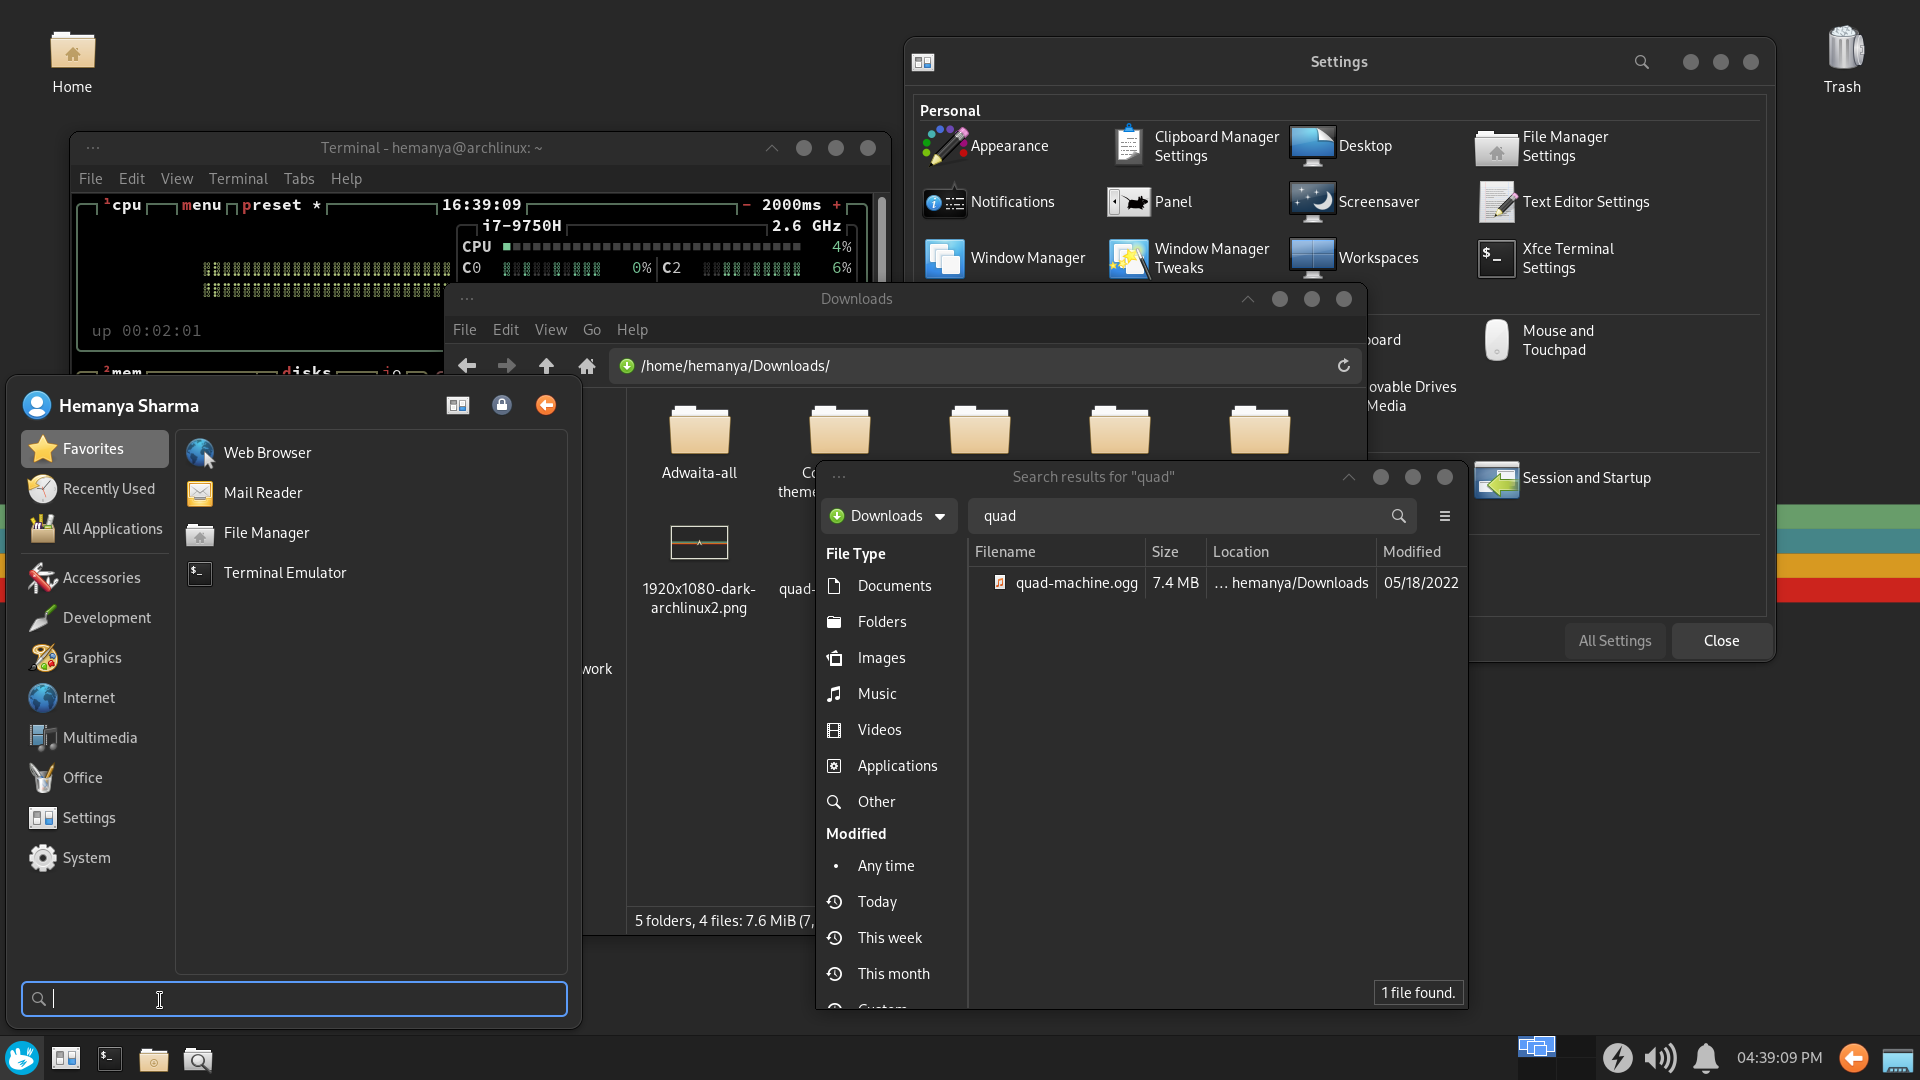 Home
Trash
Settings
Personal
Appearance
Clipboard Manager
Settings
Desktop
File Manager
Settings
Notifications
Panel
Screensaver
Text Editor Settings
Window Manager
Window Manager
Tweaks
Workspaces
Xfce Terminal
Settings
Mouse and
Touchpad
Session and Startup
All Settings
Close
Terminal - hemanya@archlinux: ~
File Edit View Terminal Tabs Help
¹cpu menu preset * 16:39:09 - 2000ms +
i7-9750H 2.6 GHz
CPU 4%
C0 0% C2 6%
up 00:02:01
²mem disks io
Downloads
File Edit View Go Help
/home/hemanya/Downloads/
Adwaita-all
1920x1080-dark-
archlinux2.png
5 folders, 4 files: 7.6 MiB (7,
Search results for "quad"
Downloads
quad
File Type
Documents
Folders
Images
Music
Videos
Applications
Other
Modified
Any time
Today
This week
This month
Custom
Filename Size Location Modified
quad-machine.ogg 7.4 MB ... hemanya/Downloads 05/18/2022
1 file found.
Hemanya Sharma
Favorites
Recently Used
All Applications
Accessories
Development
Graphics
Internet
Multimedia
Office
Settings
System
Web Browser
Mail Reader
File Manager
Terminal Emulator
04:39:09 PM